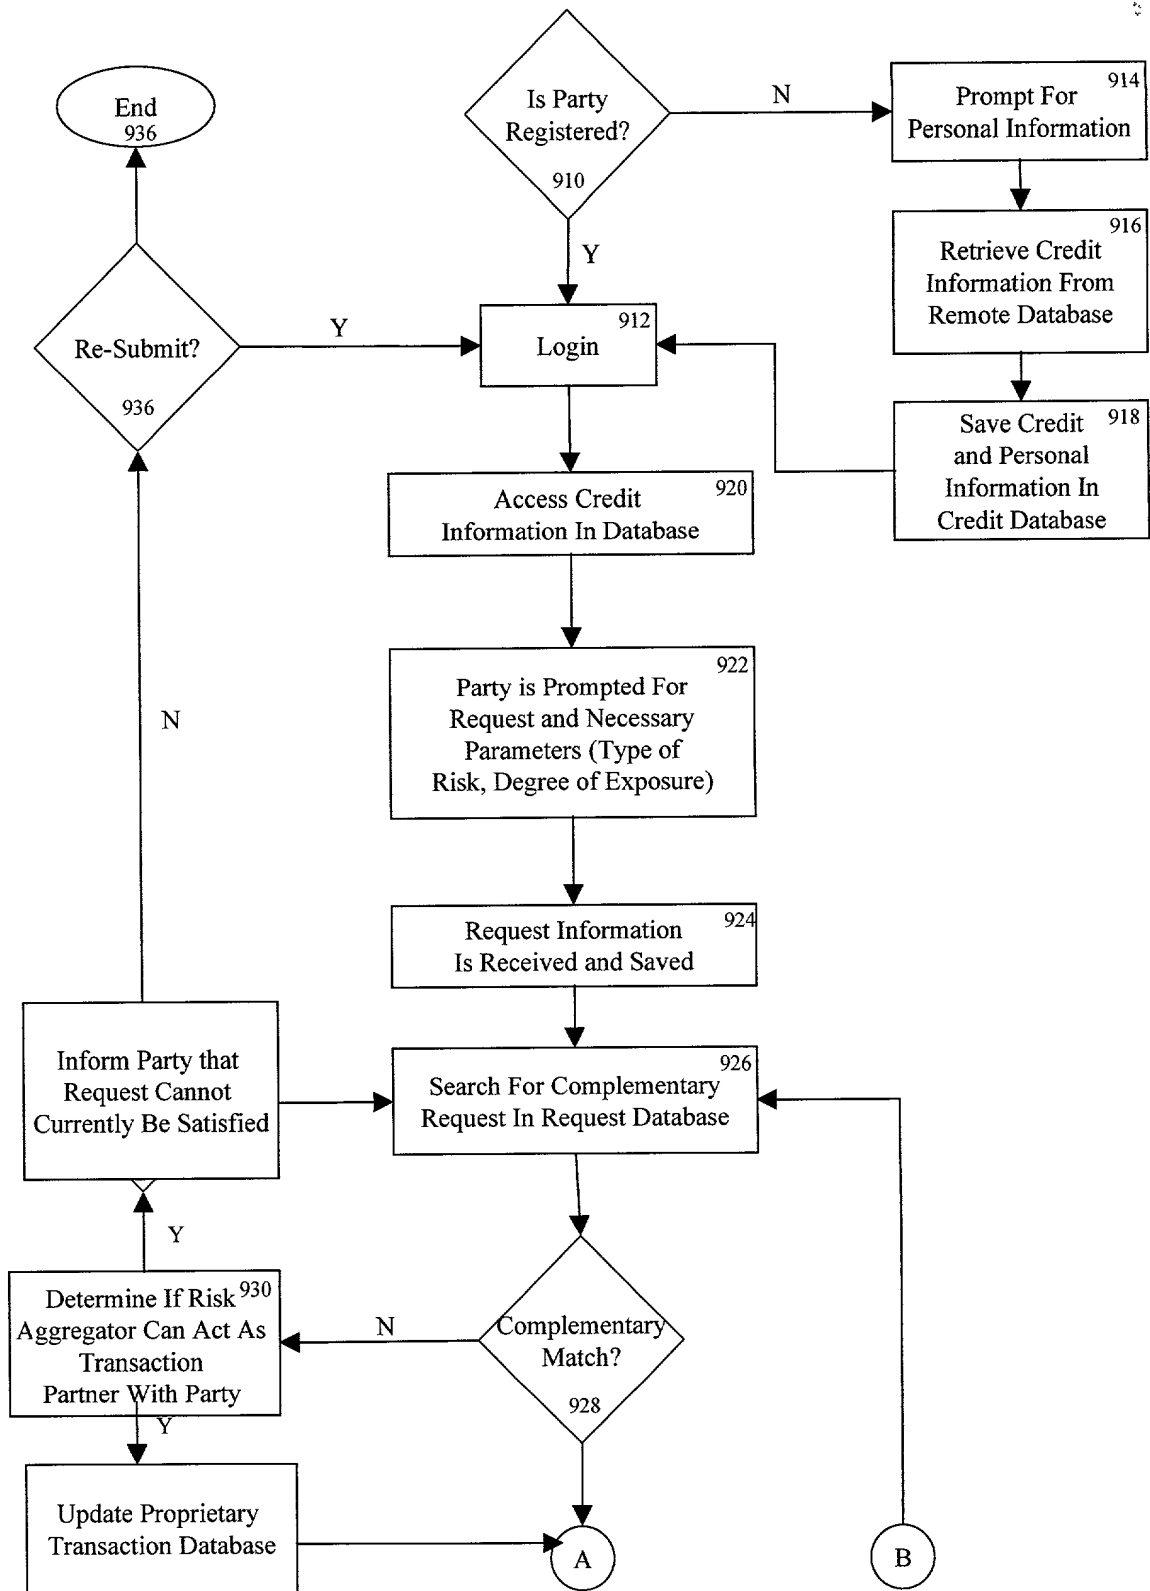 End
936
Is Party
Registered?
910
N
914
Prompt For
Personal Information
Y
916
Retrieve Credit
Information From
Remote Database
Re-Submit?
936
Y
912
Login
918
Save Credit
and Personal
Information In
Credit Database
920
Access Credit
Information In Database
922
Party is Prompted For
Request and Necessary
Parameters (Type of
Risk, Degree of Exposure)
N
924
Request Information
Is Received and Saved
Inform Party that
Request Cannot
Currently Be Satisfied
926
Search For Complementary
Request In Request Database
Y
930
Determine If Risk
Aggregator Can Act As
Transaction
Partner With Party
N
Complementary
Match?
928
Y
Update Proprietary
Transaction Database
A
B